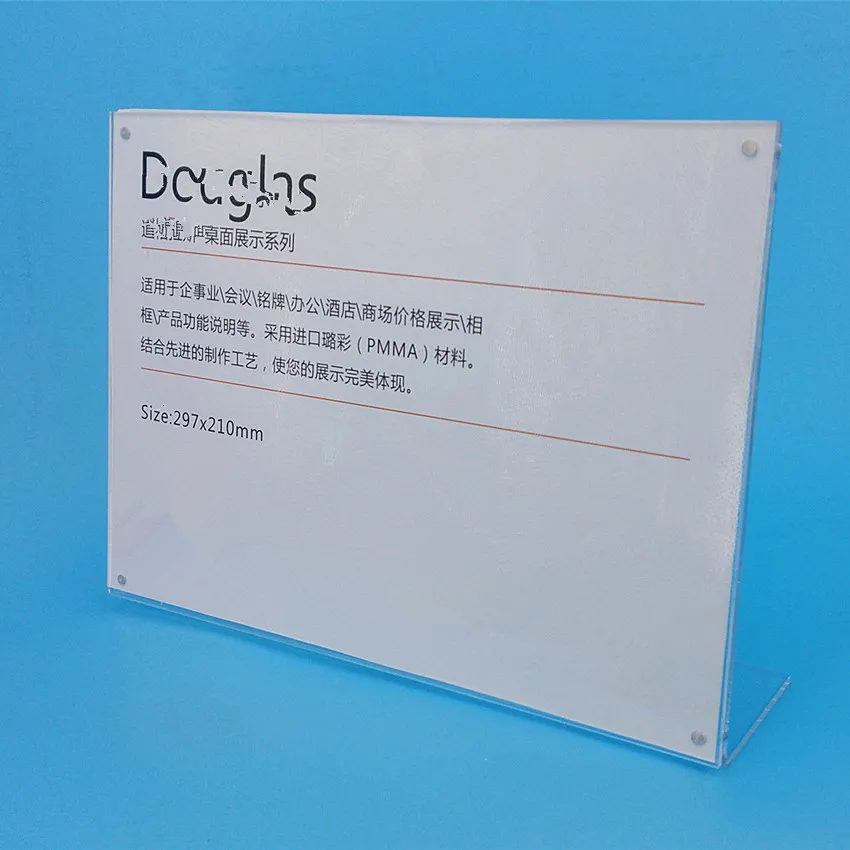 Douglas
桌面展示系列
适用于企事业\会议\铭牌\办公\酒店\商场价格展示\相
框\产品功能说明等。采用进口璐彩（PMMA）材料。
结合先进的制作工艺，使您的展示完美体现。
Size:297x210mm